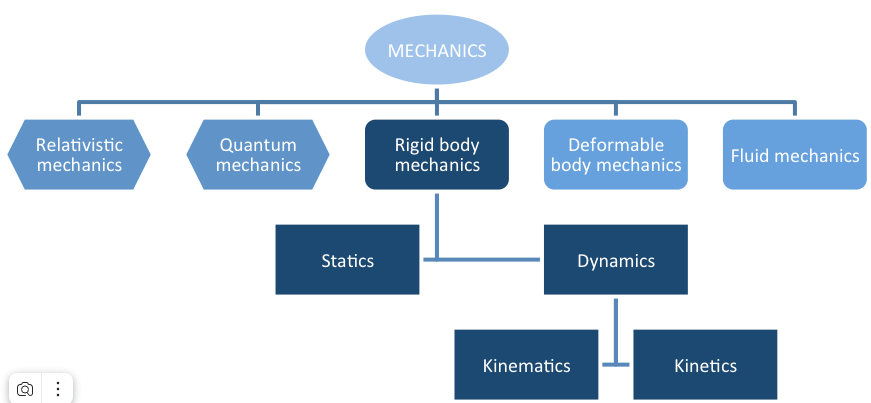 MECHANICS
Relativistic
mechanics
Quantum
mechanics
Rigid body
mechanics
Deformable
body mechanics
Fluid mechanics
Statics
Dynamics
Kinematics
Kinetics